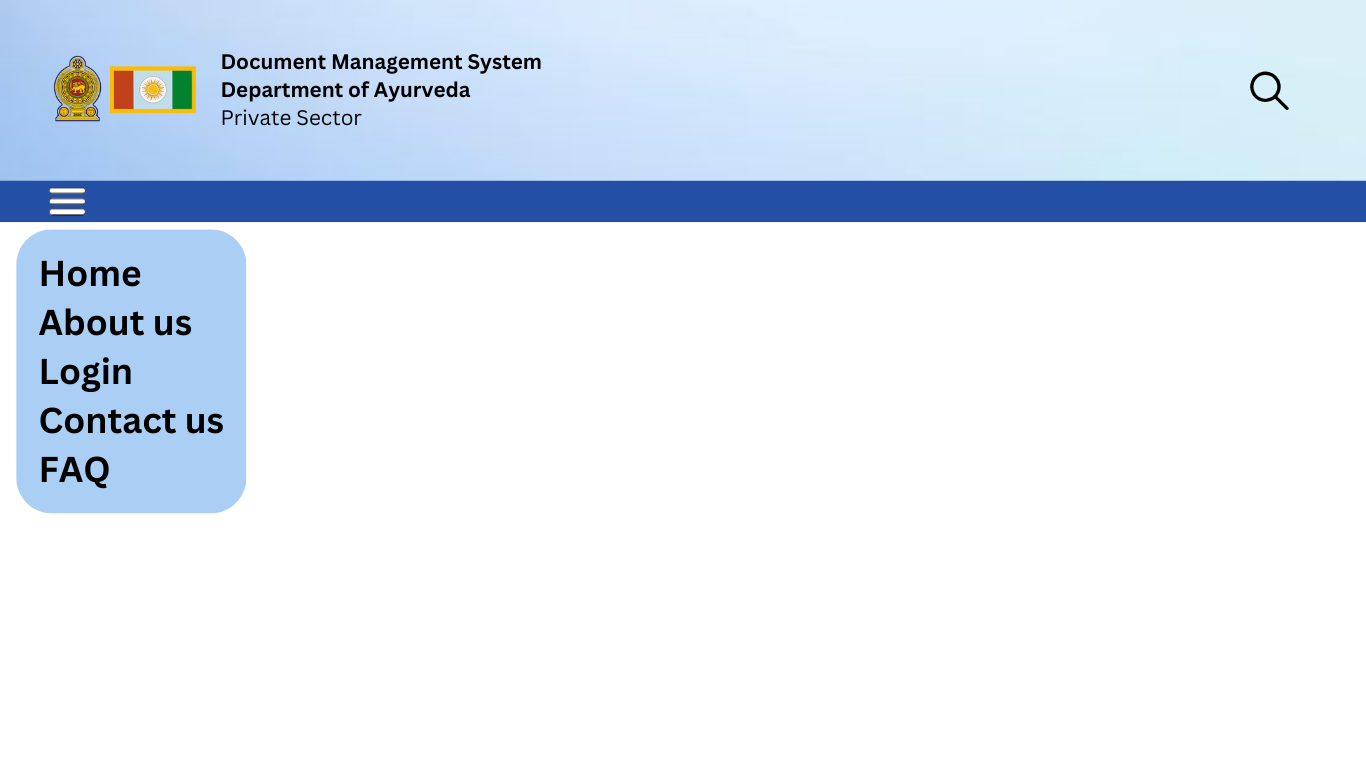 Document Management System
Department of Ayurveda
Private Sector
Home
About us
Login
Contact us
FAQ